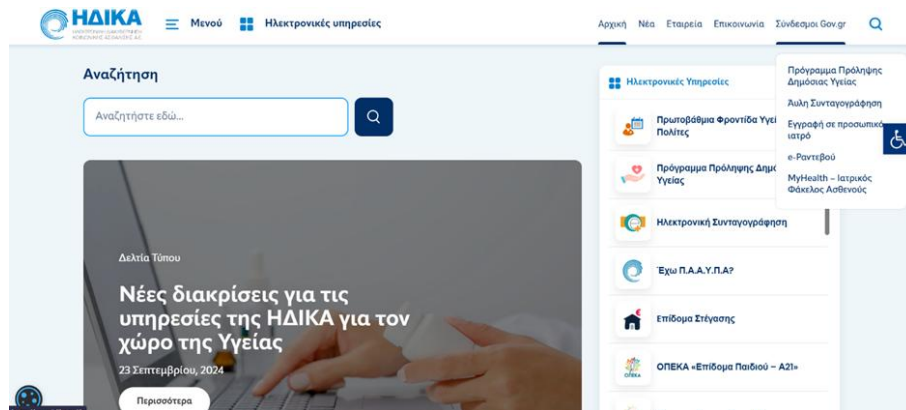 ΗΔΙΚΑ
Μενού
Ηλεκτρονικές υπηρεσίες
Αρχική Νέα Εταιρεία Επικοινωνία Σύνδεσμοι Gov.gr
Αναζήτηση
Αναζητήστε εδώ...
Δελτία Τύπου
Νέες διακρίσεις για τις
υπηρεσίες της ΗΔΙΚΑ για τον
χώρο της Υγείας
23 Σεπτεμβρίου, 2024
Περισσότερα
Ηλεκτρονικές Υπηρεσίες
Πρωτοβάθμια Φροντίδα
Πολίτες
Πρόγραμμα Πρόληψης
Υγείας
Ηλεκτρονική Συνταγογράφηση
Έχω Π.Α.Α.Υ.Π.Α?
Επίδομα Στέγασης
ΟΠΕΚΑ
ΟΠΕΚΑ «Επίδομα Παιδιού – Α21»
Πρόγραμμα Πρόληψης
Δημόσιας Υγείας
Άυλη Συνταγογράφηση
Εγγραφή σε προσωπικό
ιατρό
e-Ραντεβού
MyHealth – Ιατρικός
Φάκελος Ασθενούς